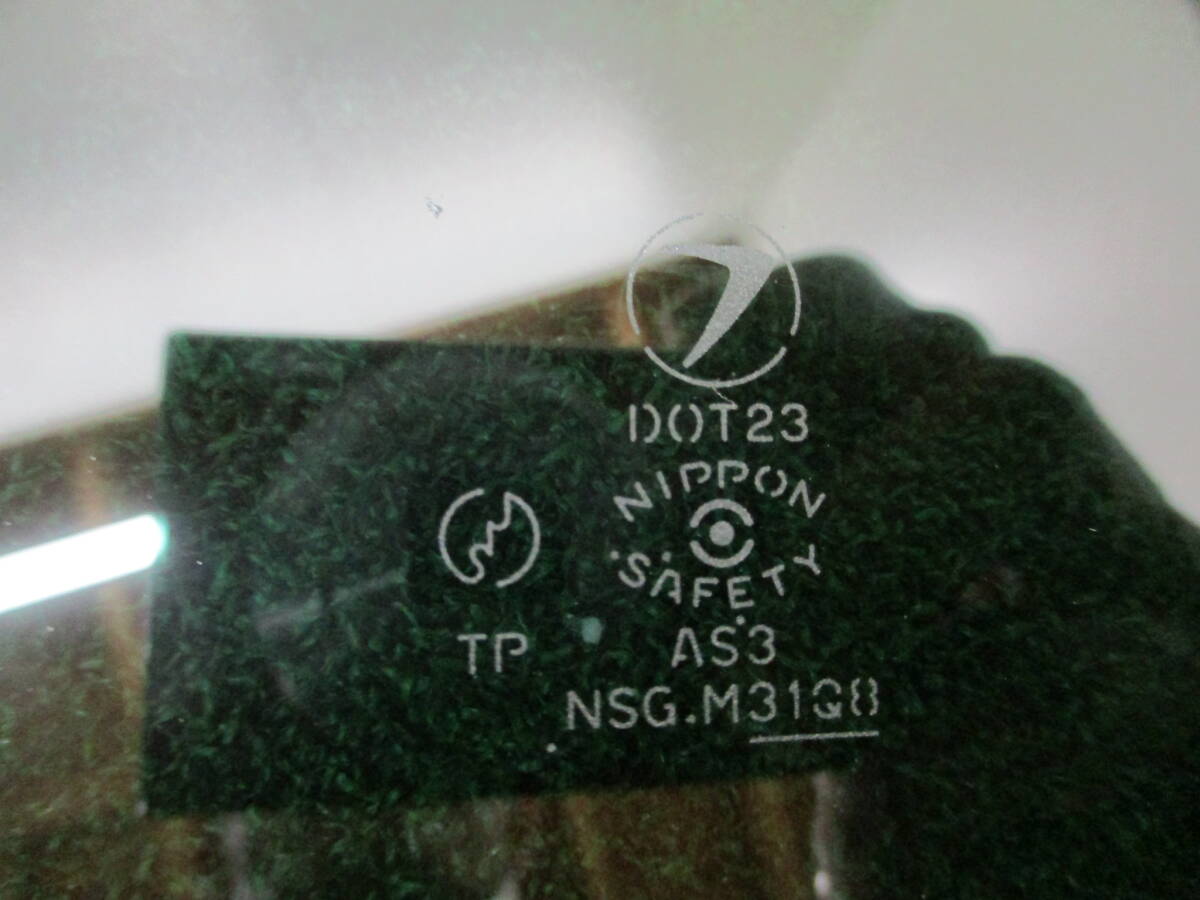 DOT23
NIPPON
SAFETY
TP
AS3
NSG.M31Q8